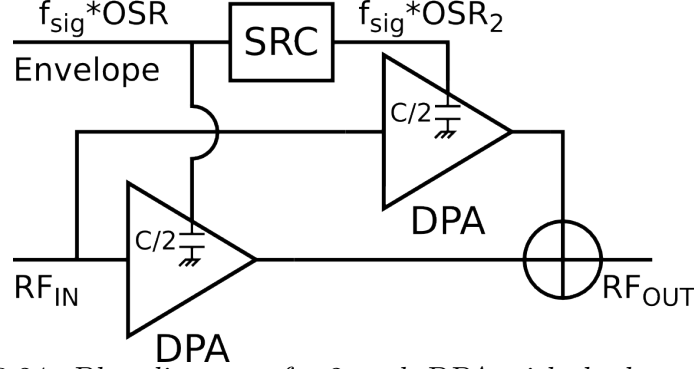 f_sig*OSR
SRC
f_sig*OSR_2
Envelope
C/2
DPA
C/2
RF_IN
RF_OUT
DPA